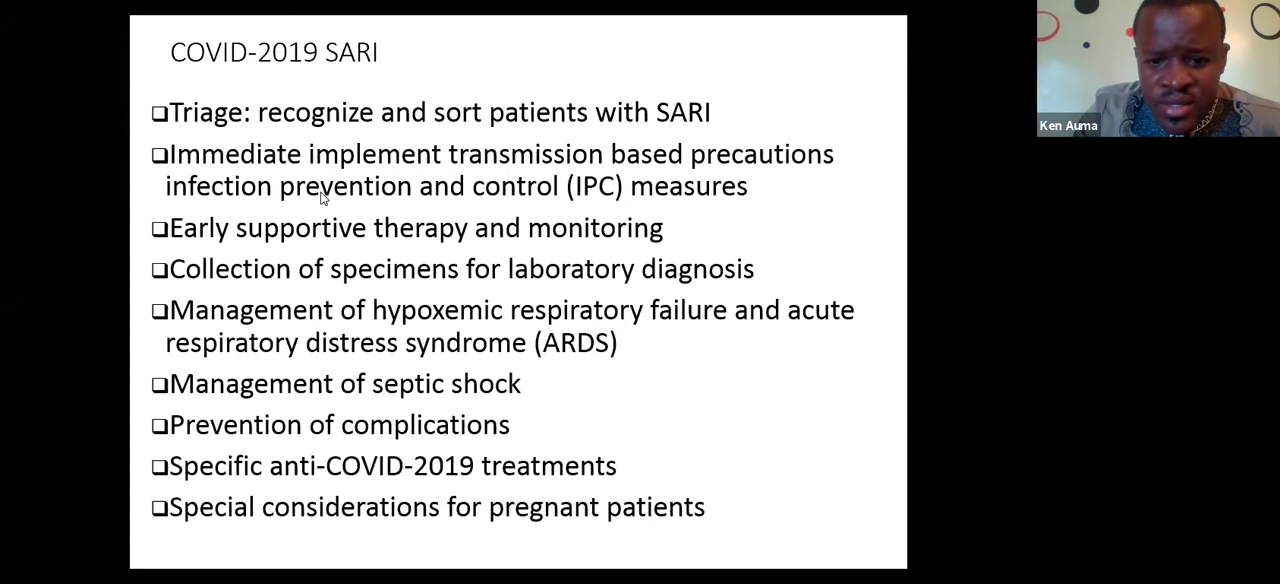 COVID-2019 SARI
❑Triage: recognize and sort patients with SARI
❑Immediate implement transmission based precautions
infection prevention and control (IPC) measures
❑Early supportive therapy and monitoring
❑Collection of specimens for laboratory diagnosis
❑Management of hypoxemic respiratory failure and acute
respiratory distress syndrome (ARDS)
❑Management of septic shock
❑Prevention of complications
❑Specific anti-COVID-2019 treatments
❑Special considerations for pregnant patients
Ken Auma